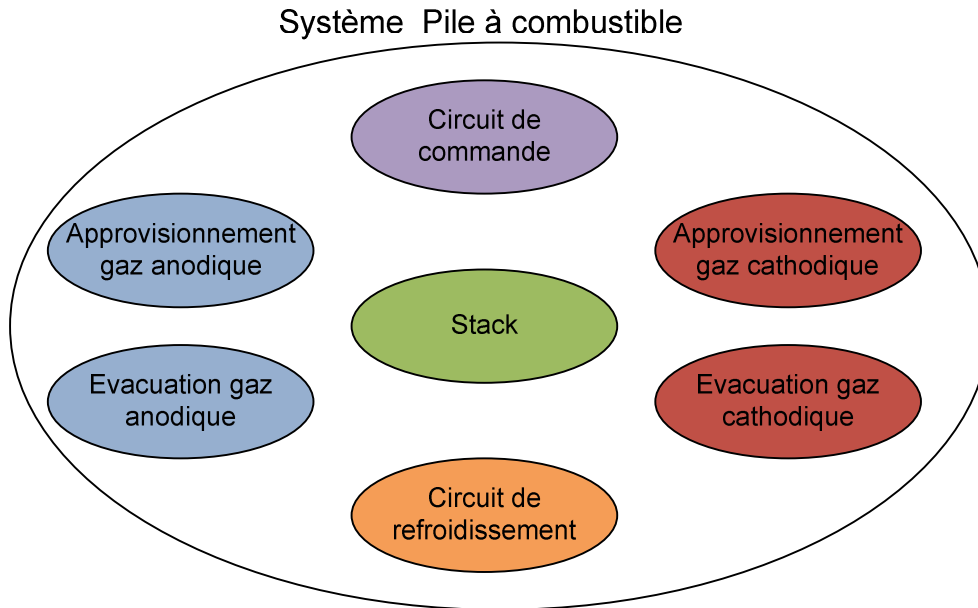 Système Pile à combustible
Circuit de
commande
Approvisionnement
gaz anodique
Approvisionnement
gaz cathodique
Stack
Evacuation gaz
anodique
Evacuation gaz
cathodique
Circuit de
refroidissement